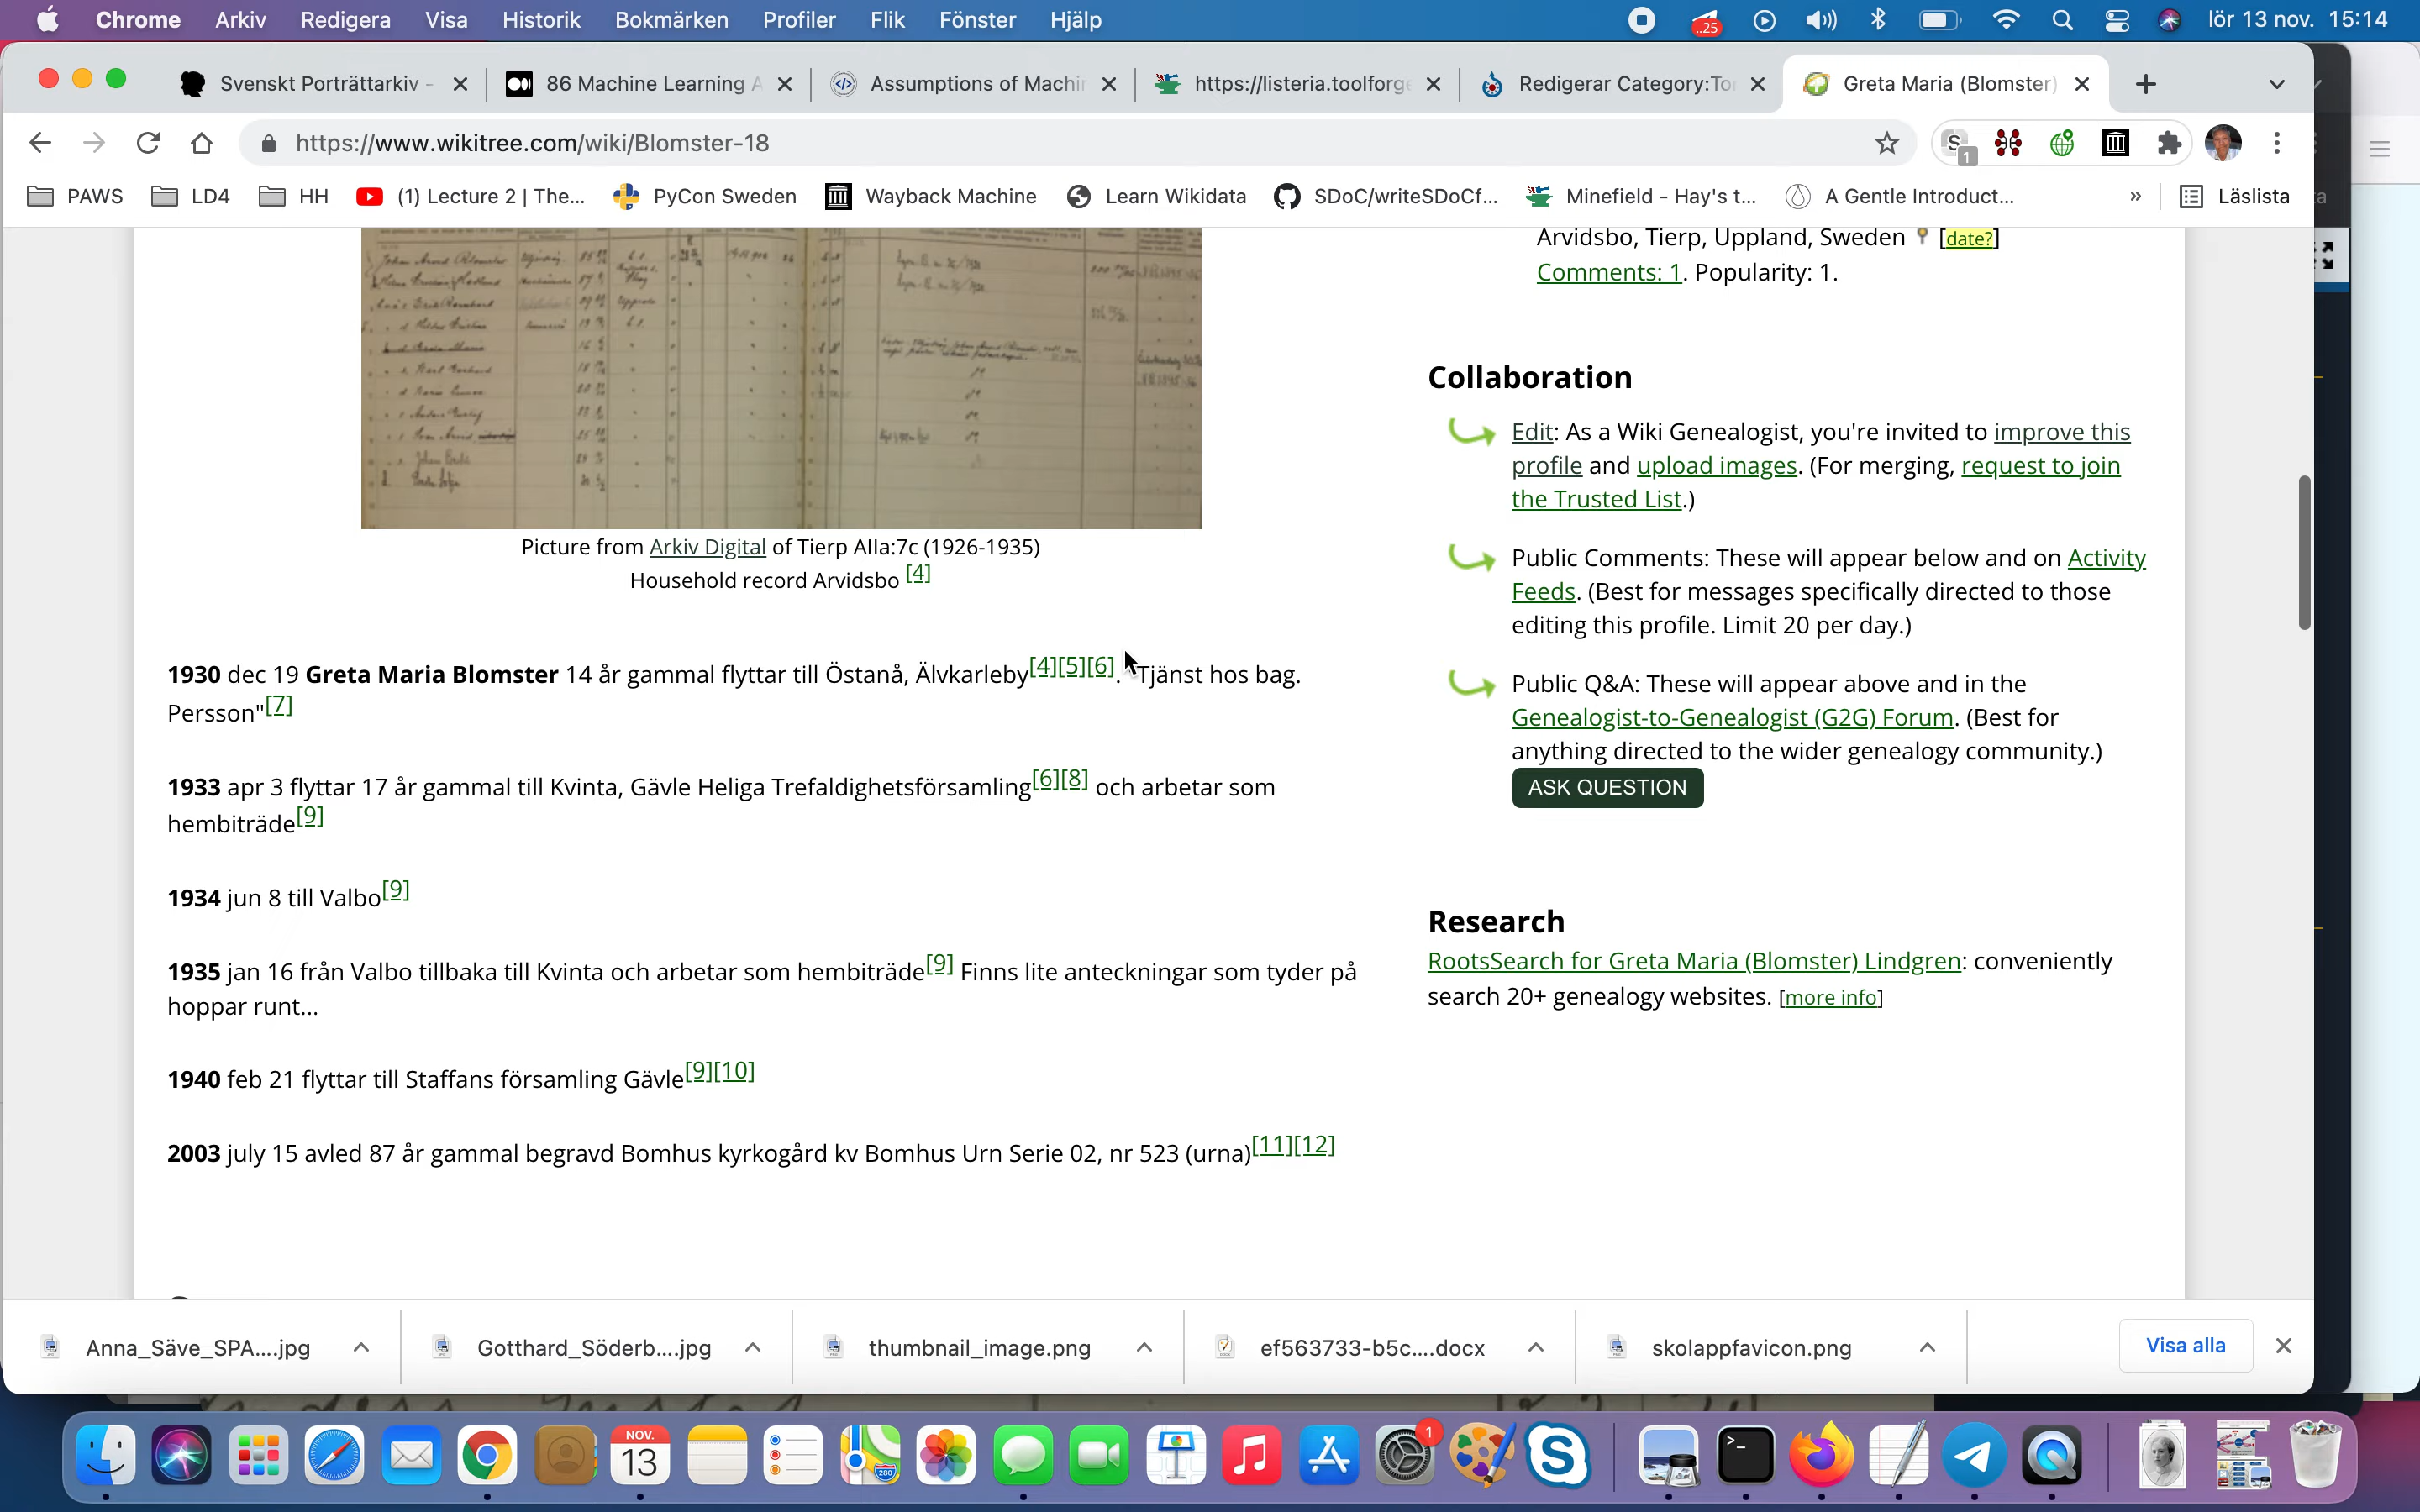 Chrome Arkiv Redigera Visa Historik Bokmärken Profiler Flik Fönster Hjälp
..25
lör 13 nov. 15:14
Svenskt Porträttarkiv -
86 Machine Learning A
Assumptions of Machi
https://listeria.toolforge
Redigerar Category:To
Greta Maria (Blomster)
https://www.wikitree.com/wiki/Blomster-18
S 1
PAWS LD4 HH (1) Lecture 2 | The... PyCon Sweden Wayback Machine Learn Wikidata SDoC/writeSDoCf... Minefield - Hay's t... A Gentle Introduct... » Läslista
Picture from Arkiv Digital of Tierp AIIa:7c (1926-1935)
Household record Arvidsbo [4]
1930 dec 19 Greta Maria Blomster 14 år gammal flyttar till Östanå, Älvkarleby[4][5][6]. Tjänst hos bag.
Persson"[7]
1933 apr 3 flyttar 17 år gammal till Kvinta, Gävle Heliga Trefaldighetsförsamling[6][8] och arbetar som
hembiträde[9]
1934 jun 8 till Valbo[9]
1935 jan 16 från Valbo tillbaka till Kvinta och arbetar som hembiträde[9] Finns lite anteckningar som tyder på
hoppar runt...
1940 feb 21 flyttar till Staffans församling Gävle[9][10]
2003 july 15 avled 87 år gammal begravd Bomhus kyrkogård kv Bomhus Urn Serie 02, nr 523 (urna)[11][12]
Arvidsbo, Tierp, Uppland, Sweden [date?]
Comments: 1. Popularity: 1.
Collaboration
Edit: As a Wiki Genealogist, you're invited to improve this
profile and upload images. (For merging, request to join
the Trusted List.)
Public Comments: These will appear below and on Activity
Feeds. (Best for messages specifically directed to those
editing this profile. Limit 20 per day.)
Public Q&A: These will appear above and in the
Genealogist-to-Genealogist (G2G) Forum. (Best for
anything directed to the wider genealogy community.)
ASK QUESTION
Research
RootsSearch for Greta Maria (Blomster) Lindgren: conveniently
search 20+ genealogy websites. [more info]
Anna_Säve_SPA....jpg
Gotthard_Söderb....jpg
thumbnail_image.png
ef563733-b5c....docx
skolappfavicon.png
Visa alla
NOV.
13
280
1